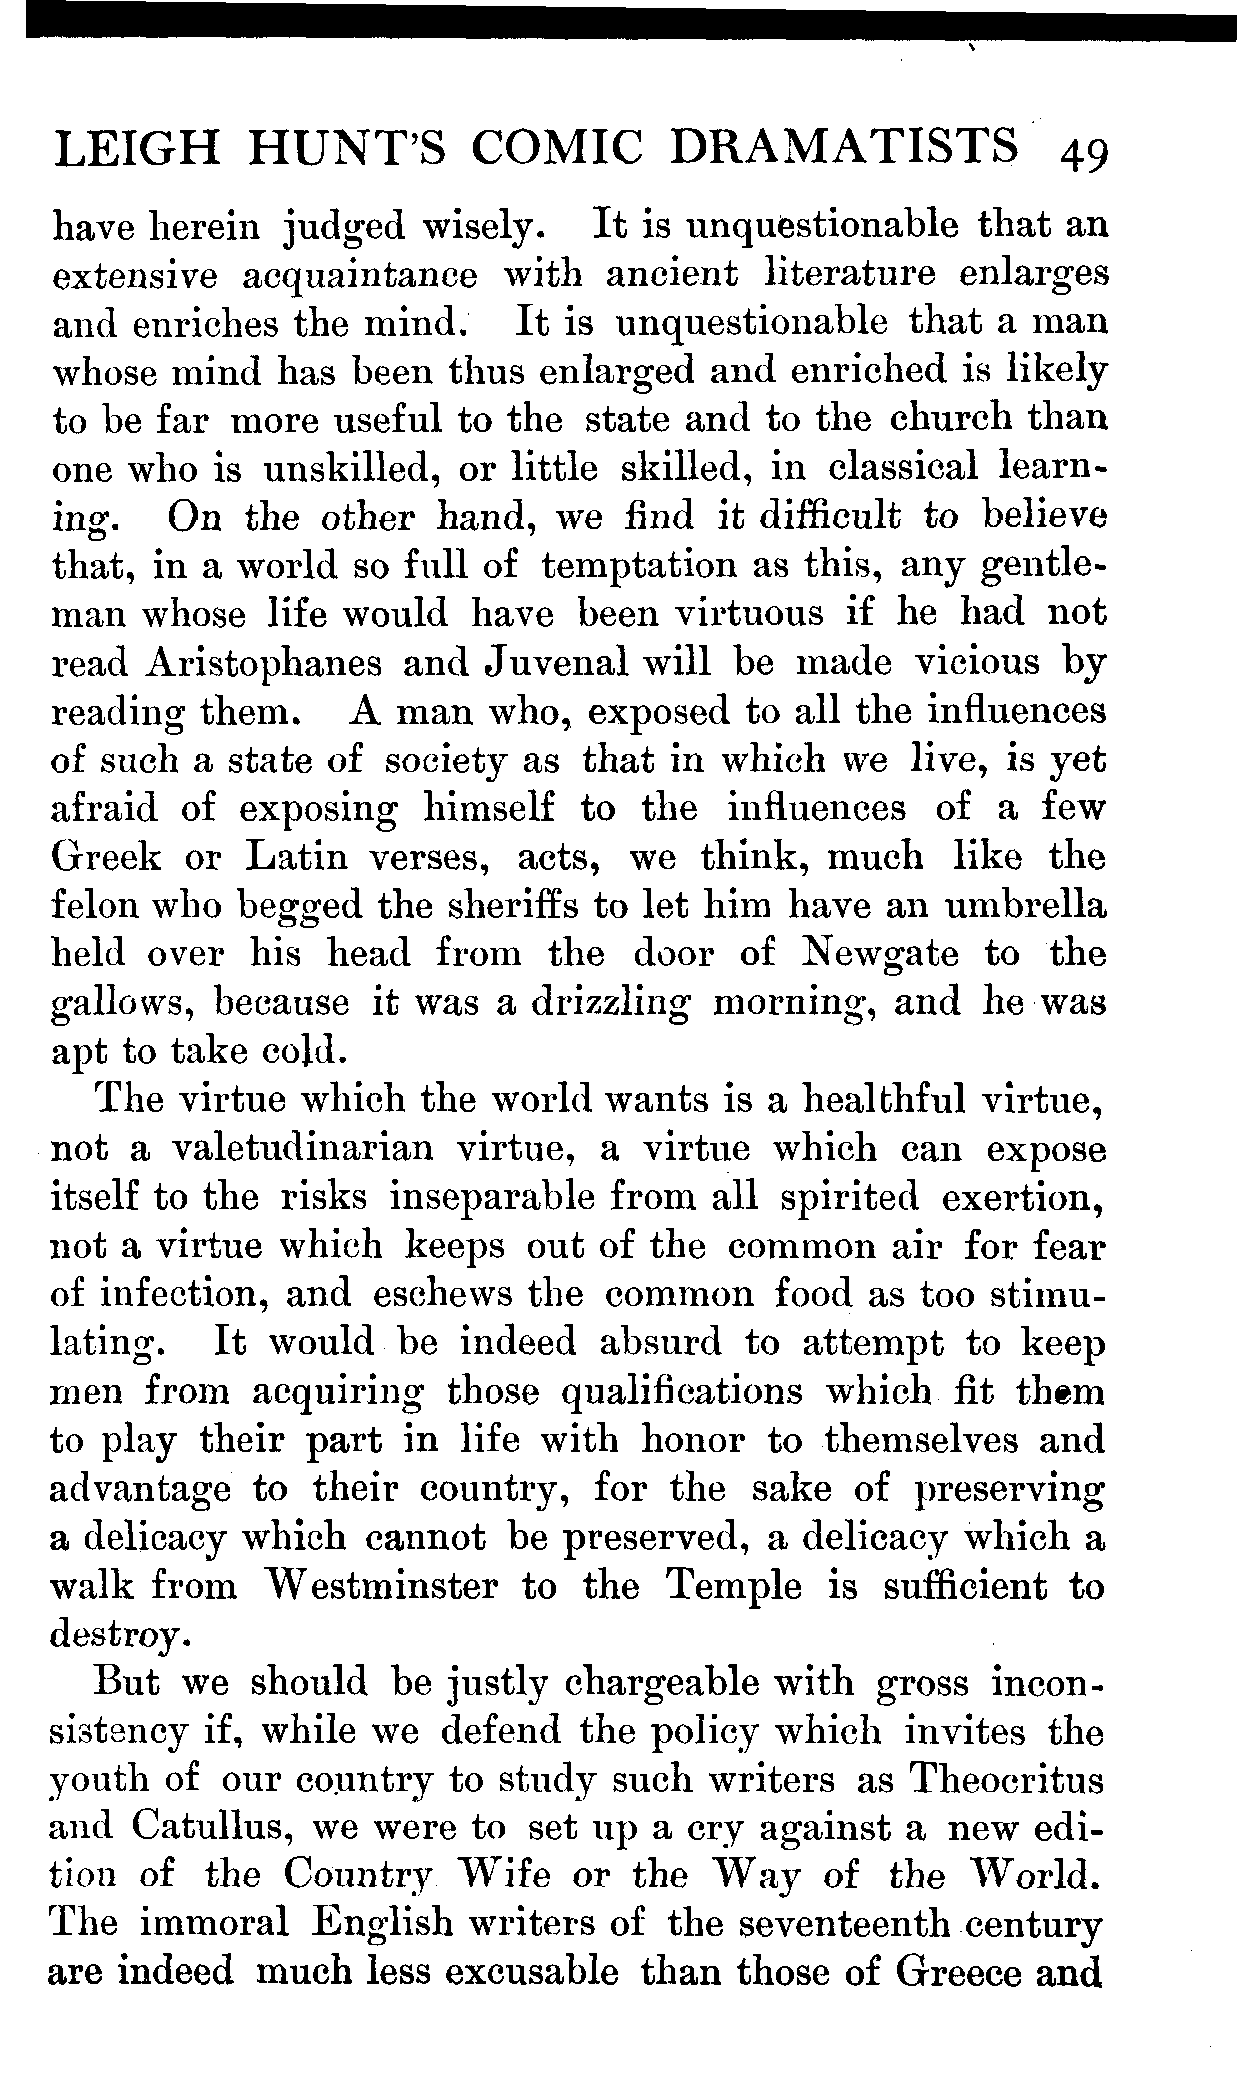 LEIGH HUNT'S COMIC DRAMATISTS 49
have herein judged wisely. It is unquestionable that an
extensive acquaintance with ancient literature enlarges
and enriches the mind. It is unquestionable that a man
whose mind has been thus enlarged and enriched is likely
to be far more useful to the state and to the church than
one who is unskilled, or little skilled, in classical learn-
ing. On the other hand, we find it difficult to believe
that, in a world so full of temptation as this, any gentle-
man whose life would have been virtuous if he had not
read Aristophanes and Juvenal will be made vicious by
reading them. A man who, exposed to all the influences
of such a state of society as that in which we live, is yet
afraid of exposing himself to the influences of a few
Greek or Latin verses, acts, we think, much like the
felon who begged the sheriffs to let him have an umbrella
held over his head from the door of Newgate to the
gallows, because it was a drizzling morning, and he was
apt to take cold.
The virtue which the world wants is a healthful virtue,
not a valetudinarian virtue, a virtue which can expose
itself to the risks inseparable from all spirited exertion,
not a virtue which keeps out of the common air for fear
of infection, and eschews the common food as too stimu-
lating. It would be indeed absurd to attempt to keep
men from acquiring those qualifications which fit them
to play their part in life with honor to themselves and
advantage to their country, for the sake of preserving
a delicacy which cannot be preserved, a delicacy which a
walk from Westminster to the Temple is sufficient to
destroy.
But we should be justly chargeable with gross incon-
sistency if, while we defend the policy which invites the
youth of our country to study such writers as Theocritus
and Catullus, we were to set up a cry against a new edi-
tion of the Country Wife or the Way of the World.
The immoral English writers of the seventeenth century
are indeed much less excusable than those of Greece and